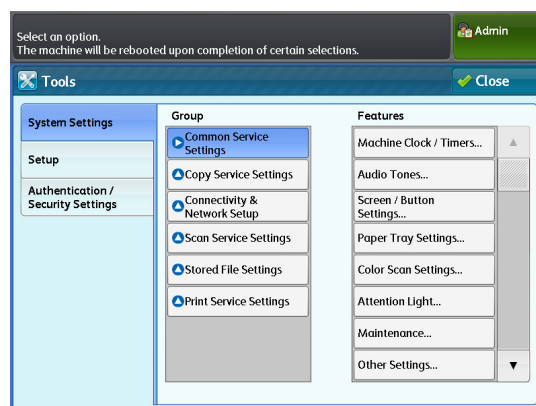 Select an option.
The machine will be rebooted upon completion of certain selections.
Admin
Tools
Close
System Settings
Setup
Authentication /
Security Settings
Group
Common Service
Settings
Copy Service Settings
Connectivity &
Network Setup
Scan Service Settings
Stored File Settings
Print Service Settings
Features
Machine Clock / Timers...
Audio Tones...
Screen / Button
Settings...
Paper Tray Settings...
Color Scan Settings...
Attention Light...
Maintenance...
Other Settings...